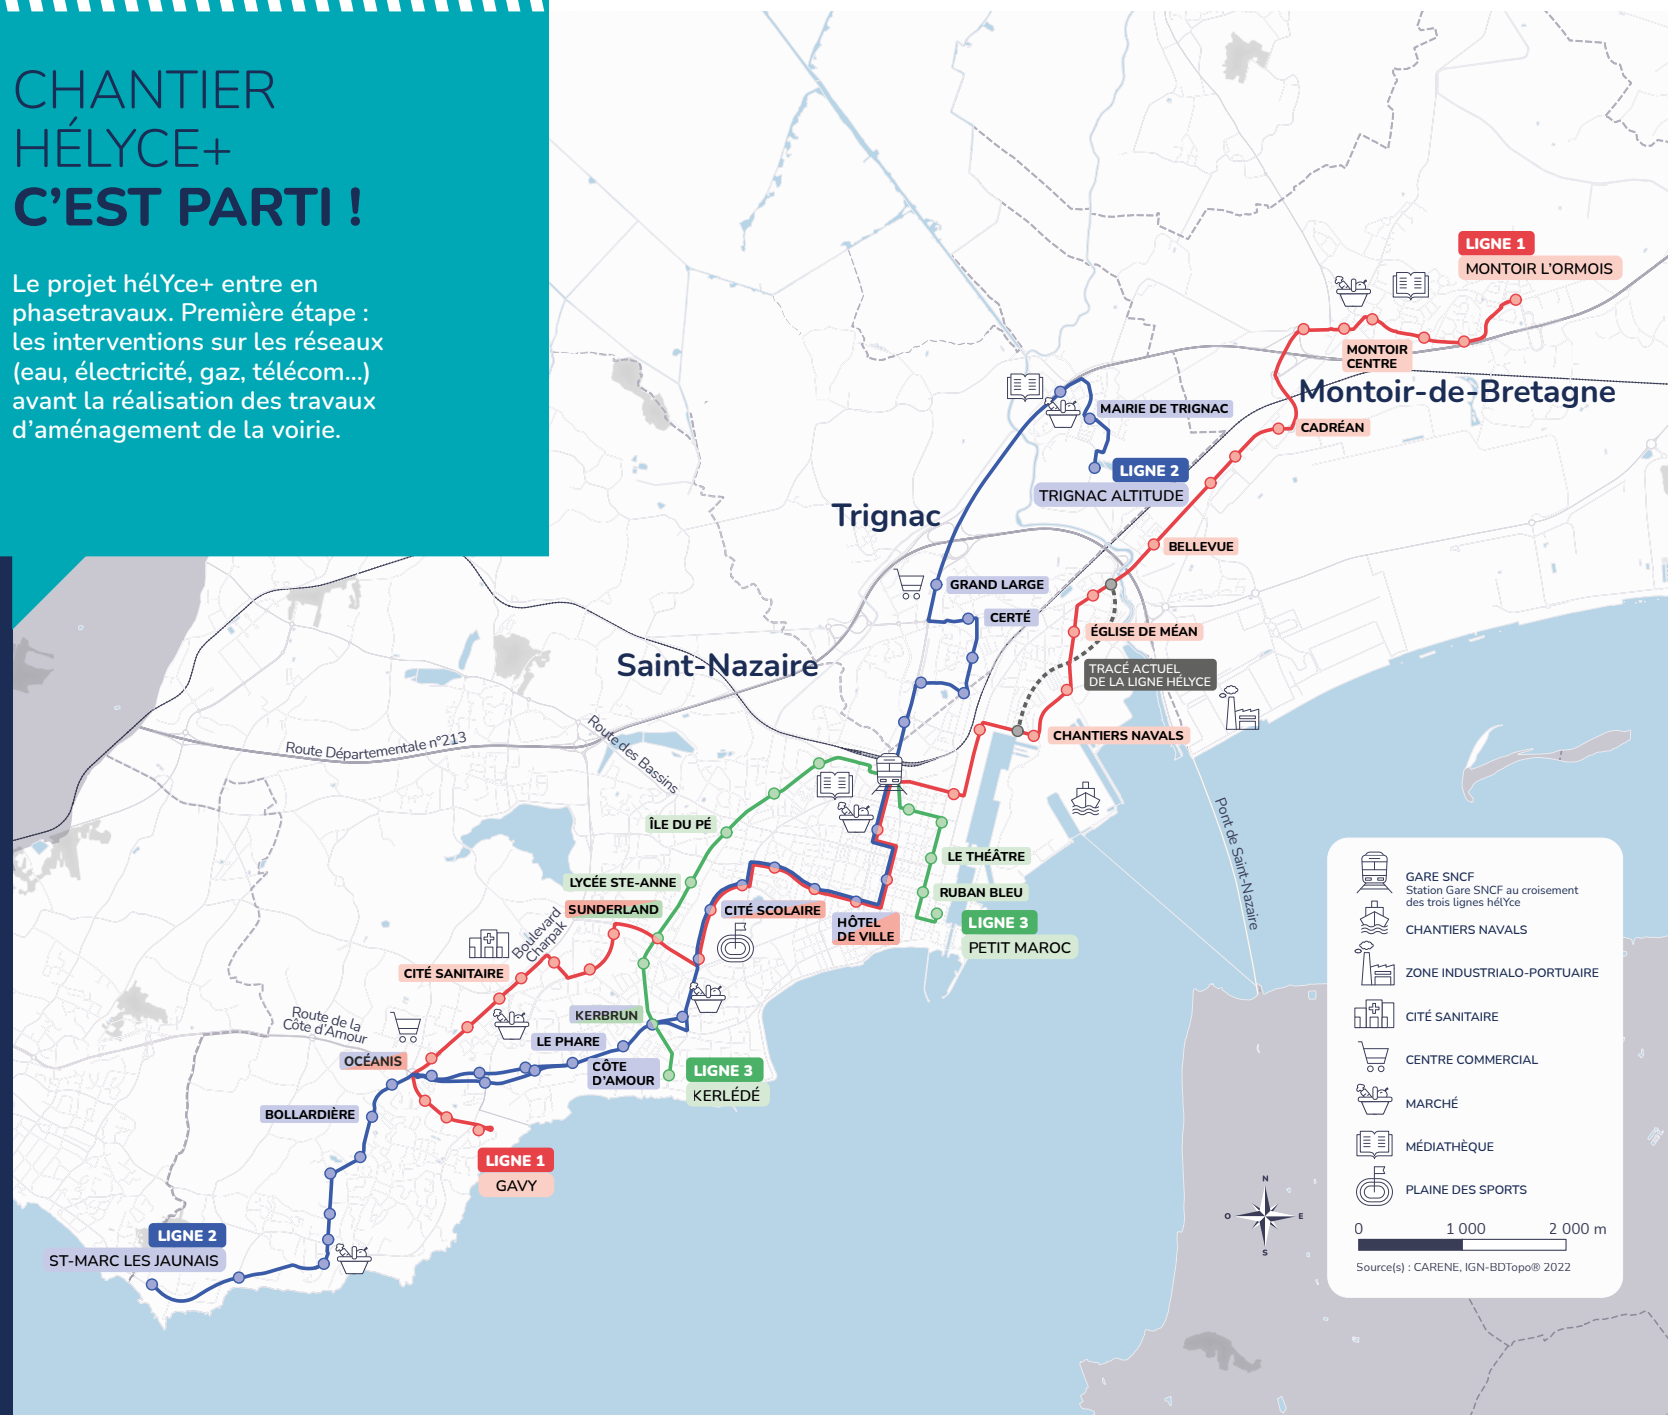 CHANTIER
HÉLYCE+
C'EST PARTI !
Le projet hélYce+ entre en
phasetravaux. Première étape :
les interventions sur les réseaux
(eau, électricité, gaz, télécom...)
avant la réalisation des travaux
d'aménagement de la voirie.
LIGNE 1
MONTOIR L'ORMOIS
MONTOIR
CENTRE
Montoir-de-Bretagne
CADRÉAN
MAIRIE DE TRIGNAC
LIGNE 2
TRIGNAC ALTITUDE
Trignac
BELLEVUE
GRAND LARGE
CERTÉ
ÉGLISE DE MÉAN
Saint-Nazaire
TRACÉ ACTUEL
DE LA LIGNE HÉLYCE
CHANTIERS NAVALS
Route Départementale n°213
Route des Bassins
Pont de Saint-Nazaire
ÎLE DU PÉ
LE THÉÂTRE
LYCÉE STE-ANNE
RUBAN BLEU
SUNDERLAND
CITÉ SCOLAIRE
HÔTEL
DE VILLE
LIGNE 3
PETIT MAROC
Boulevard
Charpak
CITÉ SANITAIRE
KERBRUN
Route de la
Côte d'Amour
LE PHARE
OCÉANIS
CÔTE
D'AMOUR
LIGNE 3
KERLÉDÉ
BOLLARDIÈRE
LIGNE 1
GAVY
LIGNE 2
ST-MARC LES JAUNAIS
GARE SNCF
Station Gare SNCF au croisement
des trois lignes hélYce
CHANTIERS NAVALS
ZONE INDUSTRIALO-PORTUAIRE
CITÉ SANITAIRE
CENTRE COMMERCIAL
MARCHÉ
MÉDIATHÈQUE
PLAINE DES SPORTS
N
O E
S
0 1 000 2 000 m
Source(s) : CARENE, IGN-BDTopo® 2022